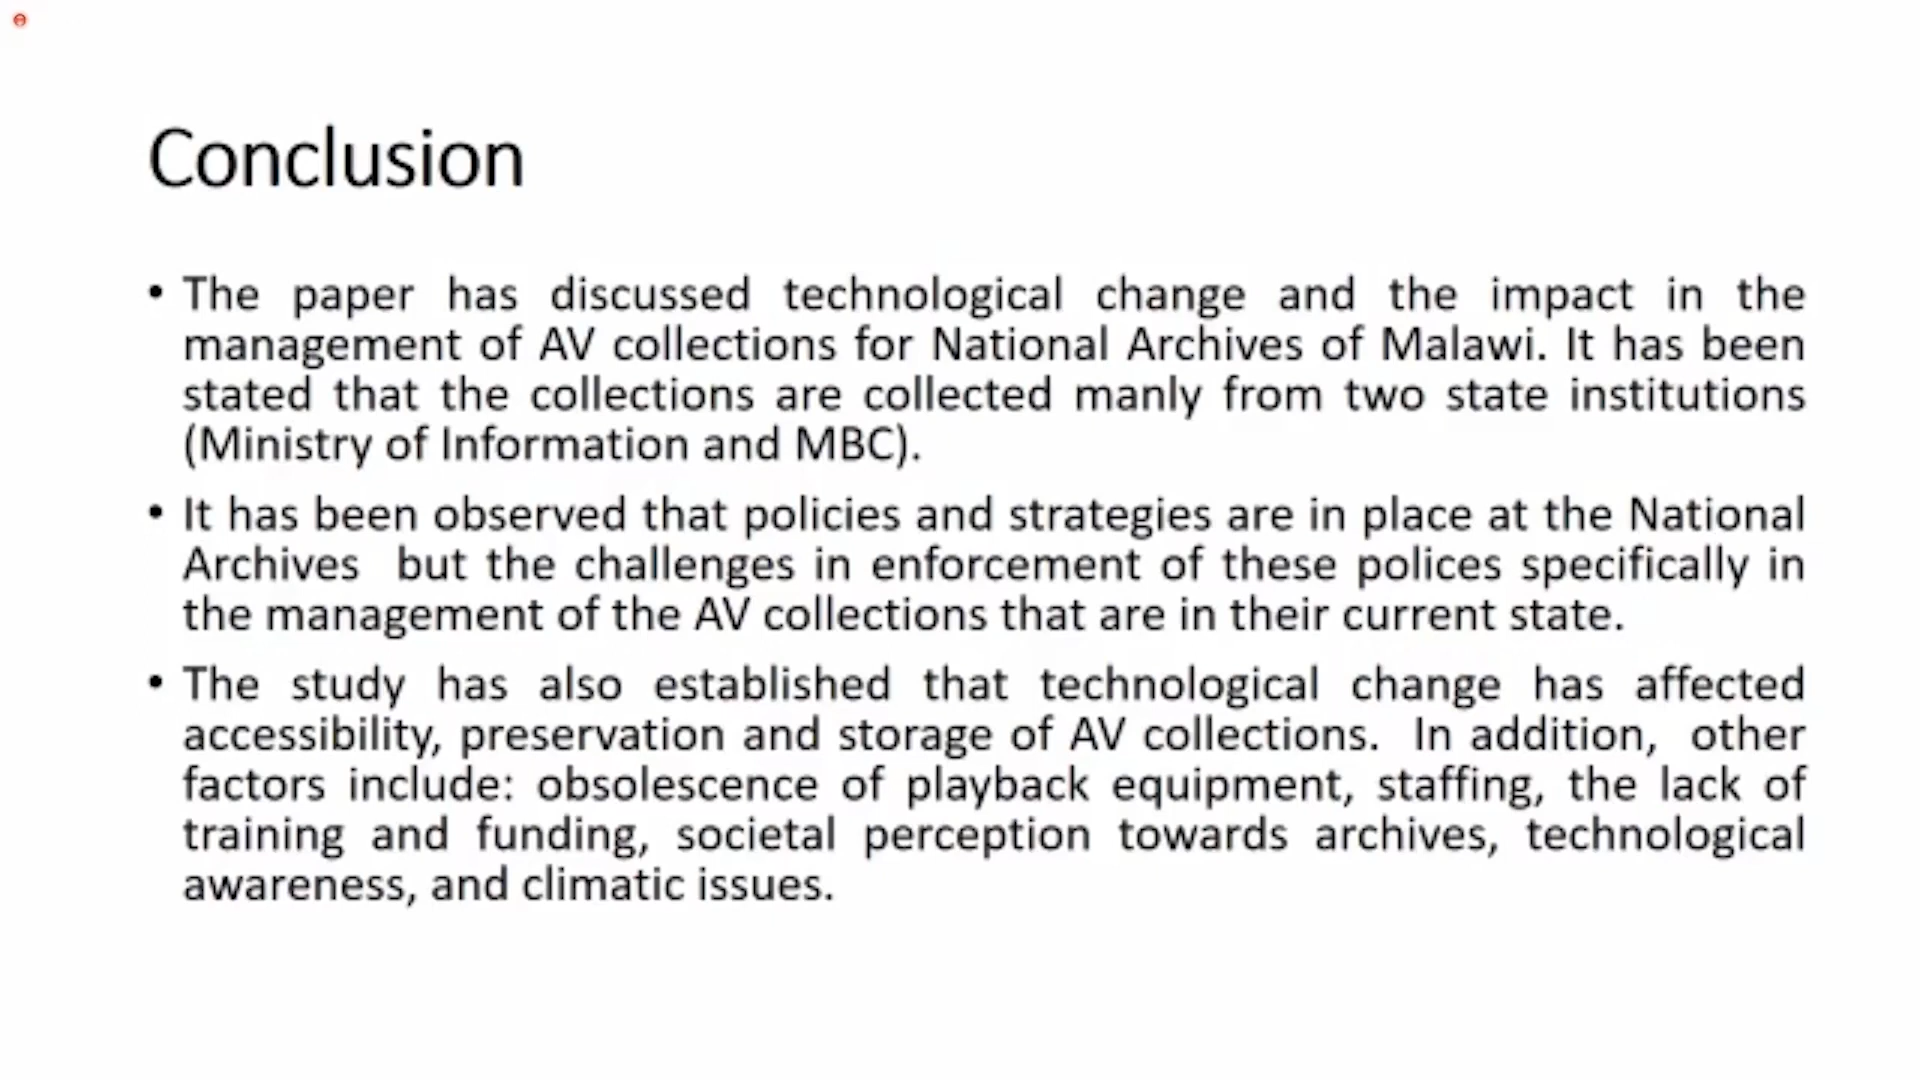 Conclusion
• The paper has discussed technological change and the impact in the
management of AV collections for National Archives of Malawi. It has been
stated that the collections are collected manly from two state institutions
(Ministry of Information and MBC).
• It has been observed that policies and strategies are in place at the National
Archives but the challenges in enforcement of these polices specifically in
the management of the AV collections that are in their current state.
• The study has also established that technological change has affected
accessibility, preservation and storage of AV collections. In addition, other
factors include: obsolescence of playback equipment, staffing, the lack of
training and funding, societal perception towards archives, technological
awareness, and climatic issues.